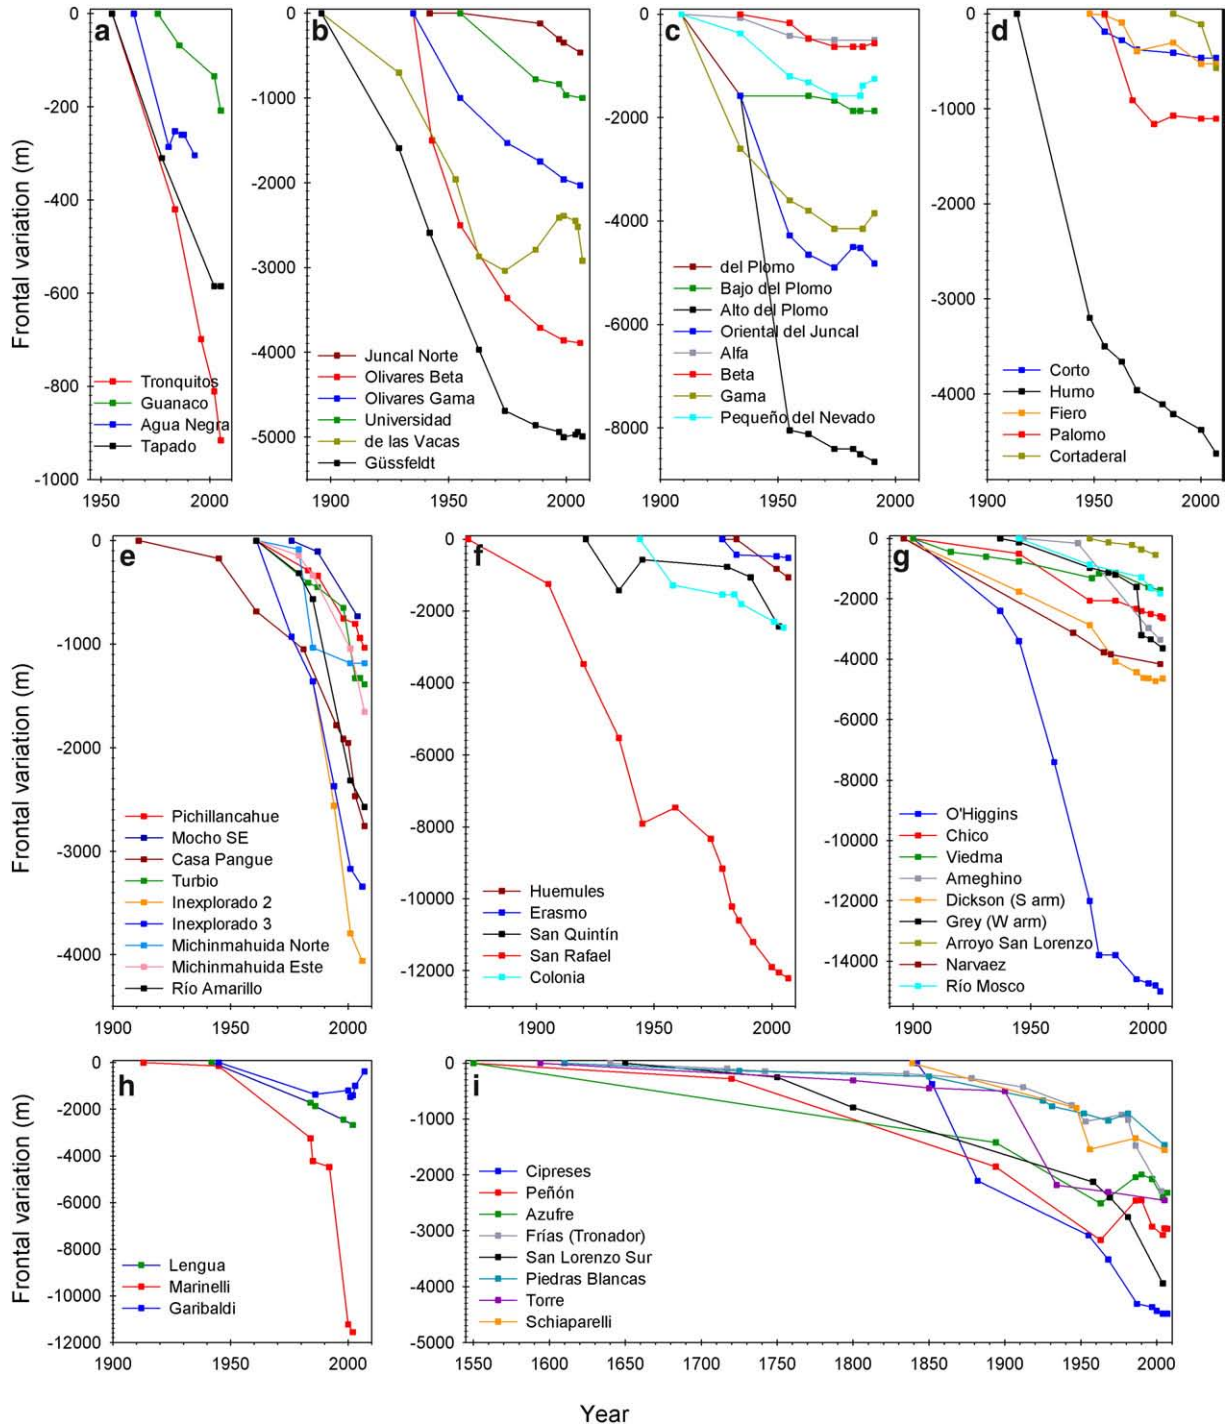 a
b
c
d
0
-200
-400
-600
-800
-1000
1950
2000
Frontal variation (m)
Tronquitos
Guanaco
Agua Negra
Tapado
0
-1000
-2000
-3000
-4000
-5000
1900
1950
2000
Juncal Norte
Olivares Beta
Olivares Gama
Universidad
de las Vacas
Güssfeldt
0
-2000
-4000
-6000
-8000
1900
1950
2000
del Plomo
Bajo del Plomo
Alto del Plomo
Oriental del Juncal
Alfa
Beta
Gama
Pequeño del Nevado
0
-1000
-2000
-3000
-4000
1900
1950
2000
Corto
Humo
Fiero
Palomo
Cortaderal
e
f
g
0
-1000
-2000
-3000
-4000
1900
1950
2000
Frontal variation (m)
Pichillancahue
Mocho SE
Casa Pangue
Turbio
Inexplorado 2
Inexplorado 3
Michinmahuida Norte
Michinmahuida Este
Río Amarillo
0
-2000
-4000
-6000
-8000
-10000
-12000
1900
1950
2000
Huemules
Erasmo
San Quintín
San Rafael
Colonia
0
-2000
-4000
-6000
-8000
-10000
-12000
-14000
1900
1950
2000
O'Higgins
Chico
Viedma
Ameghino
Dickson (S arm)
Grey (W arm)
Arroyo San Lorenzo
Narvaez
Río Mosco
h
i
0
-2000
-4000
-6000
-8000
-10000
-12000
1900
1950
2000
Frontal variation (m)
Lengua
Marinelli
Garibaldi
0
-1000
-2000
-3000
-4000
-5000
1550
1600
1650
1700
1750
1800
1850
1900
1950
2000
Cipreses
Peñón
Azufre
Frías (Tronador)
San Lorenzo Sur
Piedras Blancas
Torre
Schiaparelli
Year